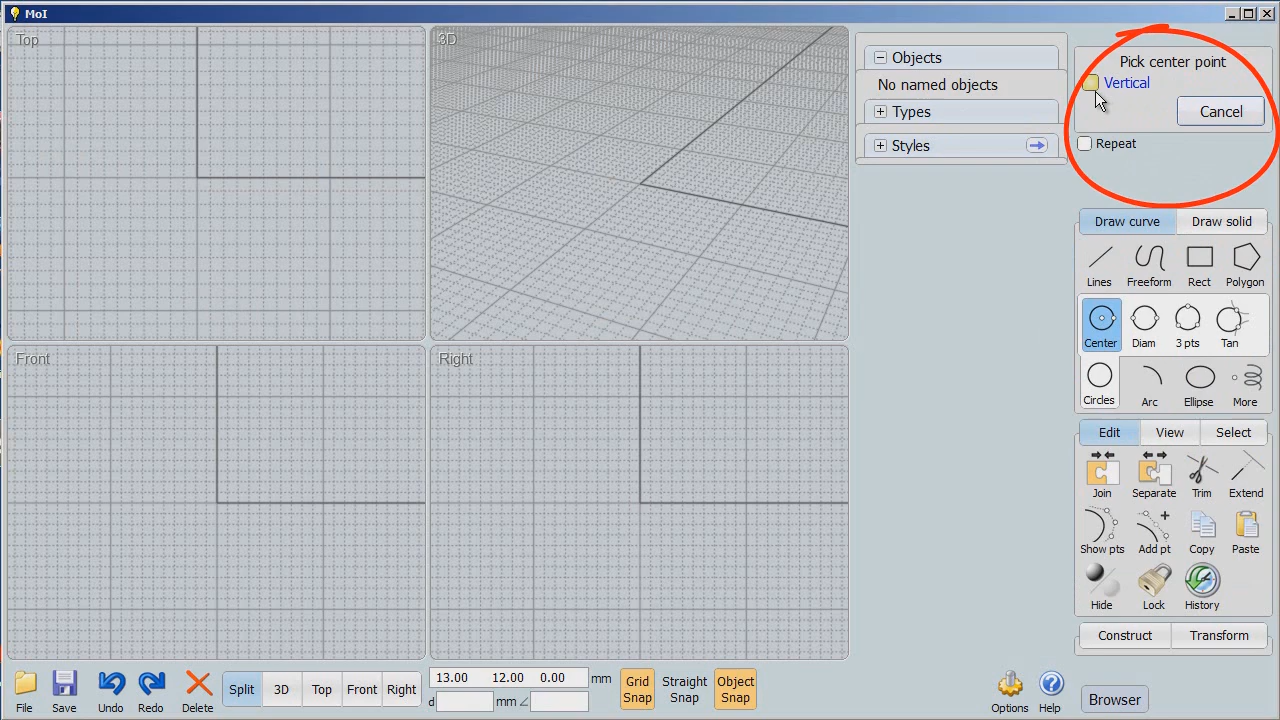 MoI
Top
3D
Front
Right
Objects
No named objects
Types
Styles
Pick center point
Vertical
Cancel
Repeat
Draw curve Draw solid
Lines Freeform Rect Polygon
Center Diam 3 pts Tan
Circles Arc Ellipse More
Edit View Select
Join Separate Trim Extend
Show pts Add pt Copy Paste
Hide Lock History
Construct Transform
File Save Undo Redo Delete
Split 3D Top Front Right
13.00 12.00 0.00 mm
d mm ∠
Grid Snap
Straight Snap
Object Snap
Options Help
Browser